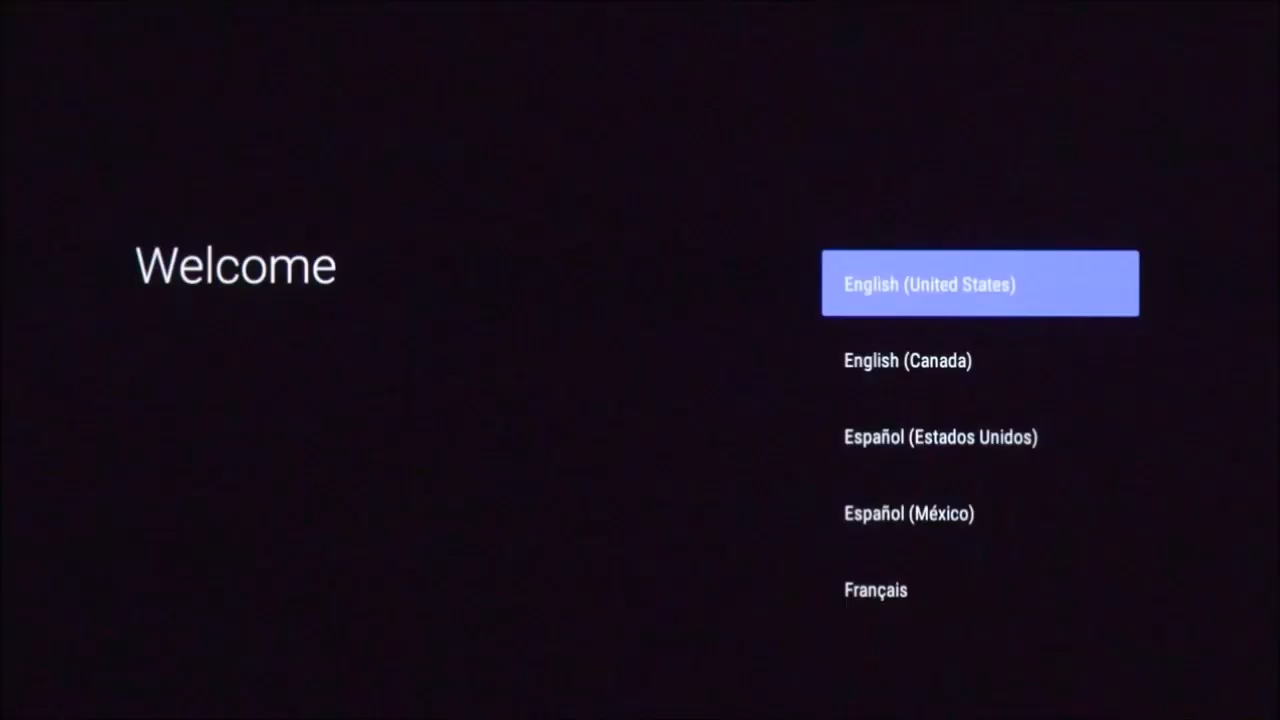 Welcome
English (United States)
English (Canada)
Español (Estados Unidos)
Español (México)
Français